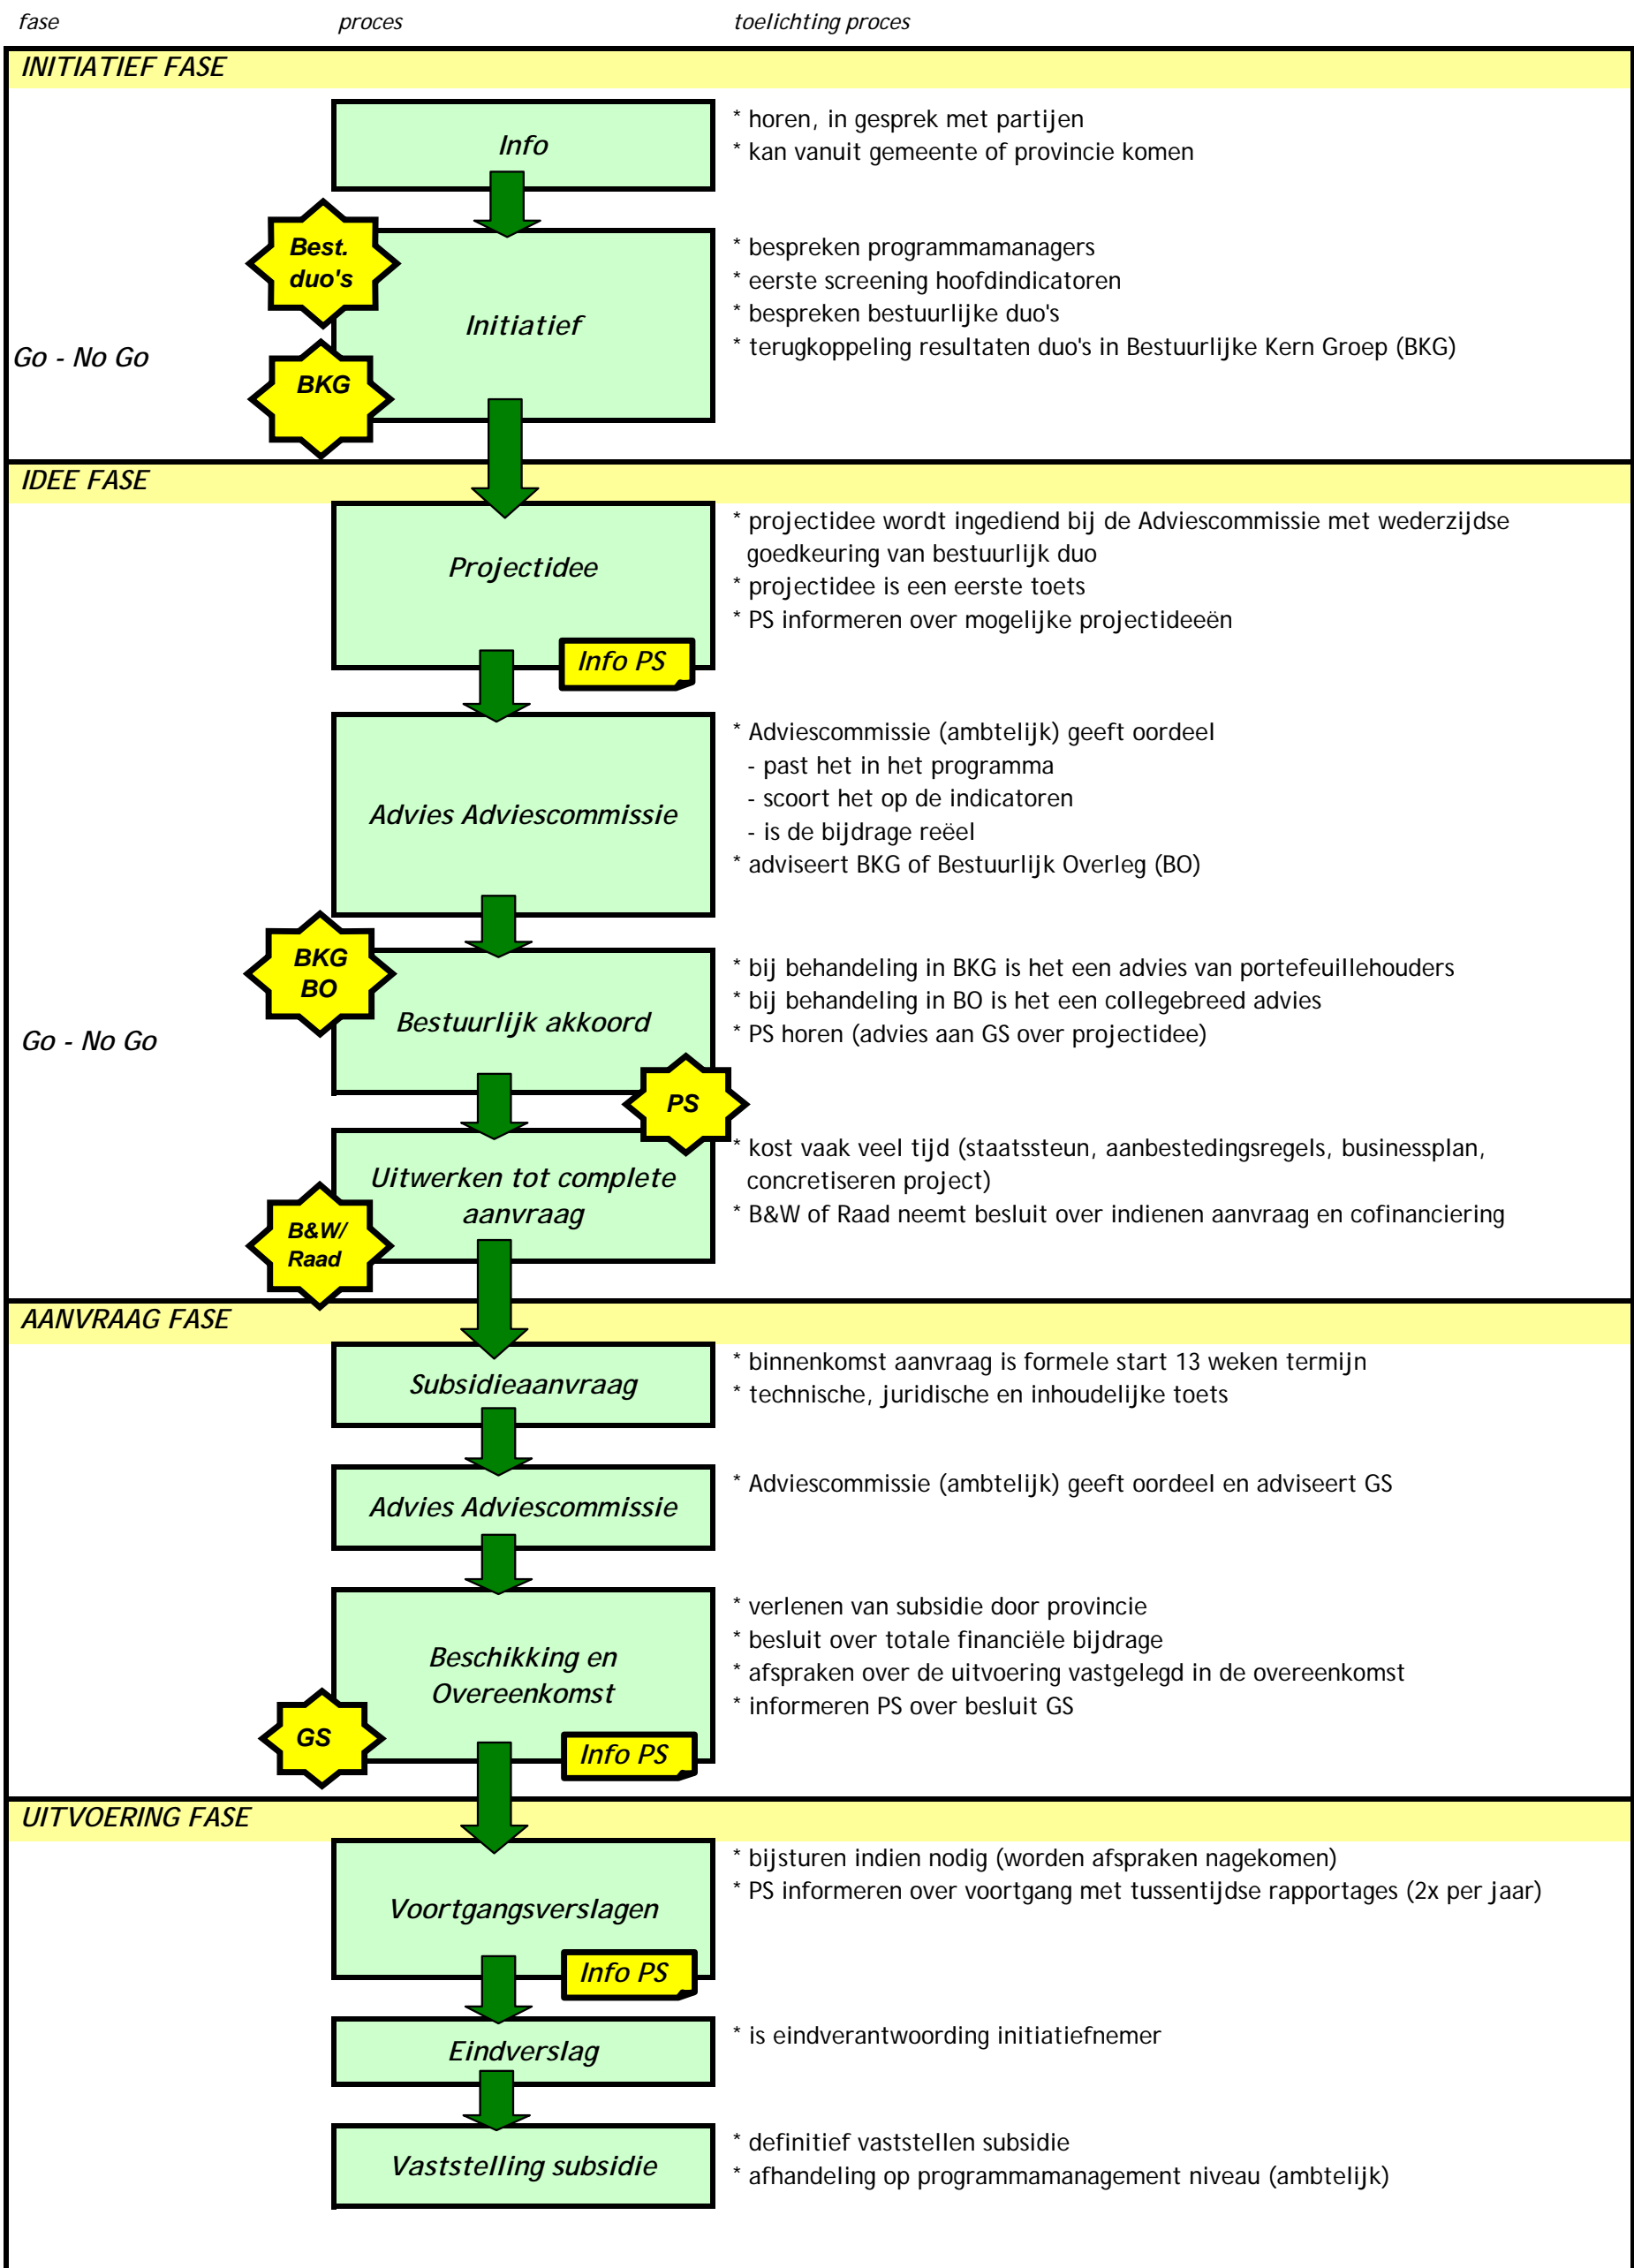 fase proces toelichting proces
INITIATIEF FASE
Info
* horen, in gesprek met partijen
* kan vanuit gemeente of provincie komen
Best.
duo's
Initiatief
* bespreken programmamanagers
* eerste screening hoofdindicatoren
* bespreken bestuurlijke duo's
* terugkoppeling resultaten duo's in Bestuurlijke Kern Groep (BKG)
Go - No Go
BKG
IDEE FASE
Projectidee
* projectidee wordt ingediend bij de Adviescommissie met wederzijdse
goedkeuring van bestuurlijk duo
* projectidee is een eerste toets
* PS informeren over mogelijke projectideeën
Info PS
Advies Adviescommissie
* Adviescommissie (ambtelijk) geeft oordeel
- past het in het programma
- scoort het op de indicatoren
- is de bijdrage reëel
* adviseert BKG of Bestuurlijk Overleg (BO)
BKG
BO
Bestuurlijk akkoord
* bij behandeling in BKG is het een advies van portefeuillehouders
* bij behandeling in BO is het een collegebreed advies
* PS horen (advies aan GS over projectidee)
Go - No Go
PS
Uitwerken tot complete
aanvraag
* kost vaak veel tijd (staatssteun, aanbestedingsregels, businessplan,
concretiseren project)
* B&W of Raad neemt besluit over indienen aanvraag en cofinanciering
B&W/
Raad
AANVRAAG FASE
Subsidieaanvraag
* binnenkomst aanvraag is formele start 13 weken termijn
* technische, juridische en inhoudelijke toets
Advies Adviescommissie
* Adviescommissie (ambtelijk) geeft oordeel en adviseert GS
Beschikking en
Overeenkomst
* verlenen van subsidie door provincie
* besluit over totale financiële bijdrage
* afspraken over de uitvoering vastgelegd in de overeenkomst
* informeren PS over besluit GS
GS
Info PS
UITVOERING FASE
Voortgangsverslagen
* bijsturen indien nodig (worden afspraken nagekomen)
* PS informeren over voortgang met tussentijdse rapportages (2x per jaar)
Info PS
Eindverslag
* is eindverantwoording initiatiefnemer
Vaststelling subsidie
* definitief vaststellen subsidie
* afhandeling op programmamanagement niveau (ambtelijk)